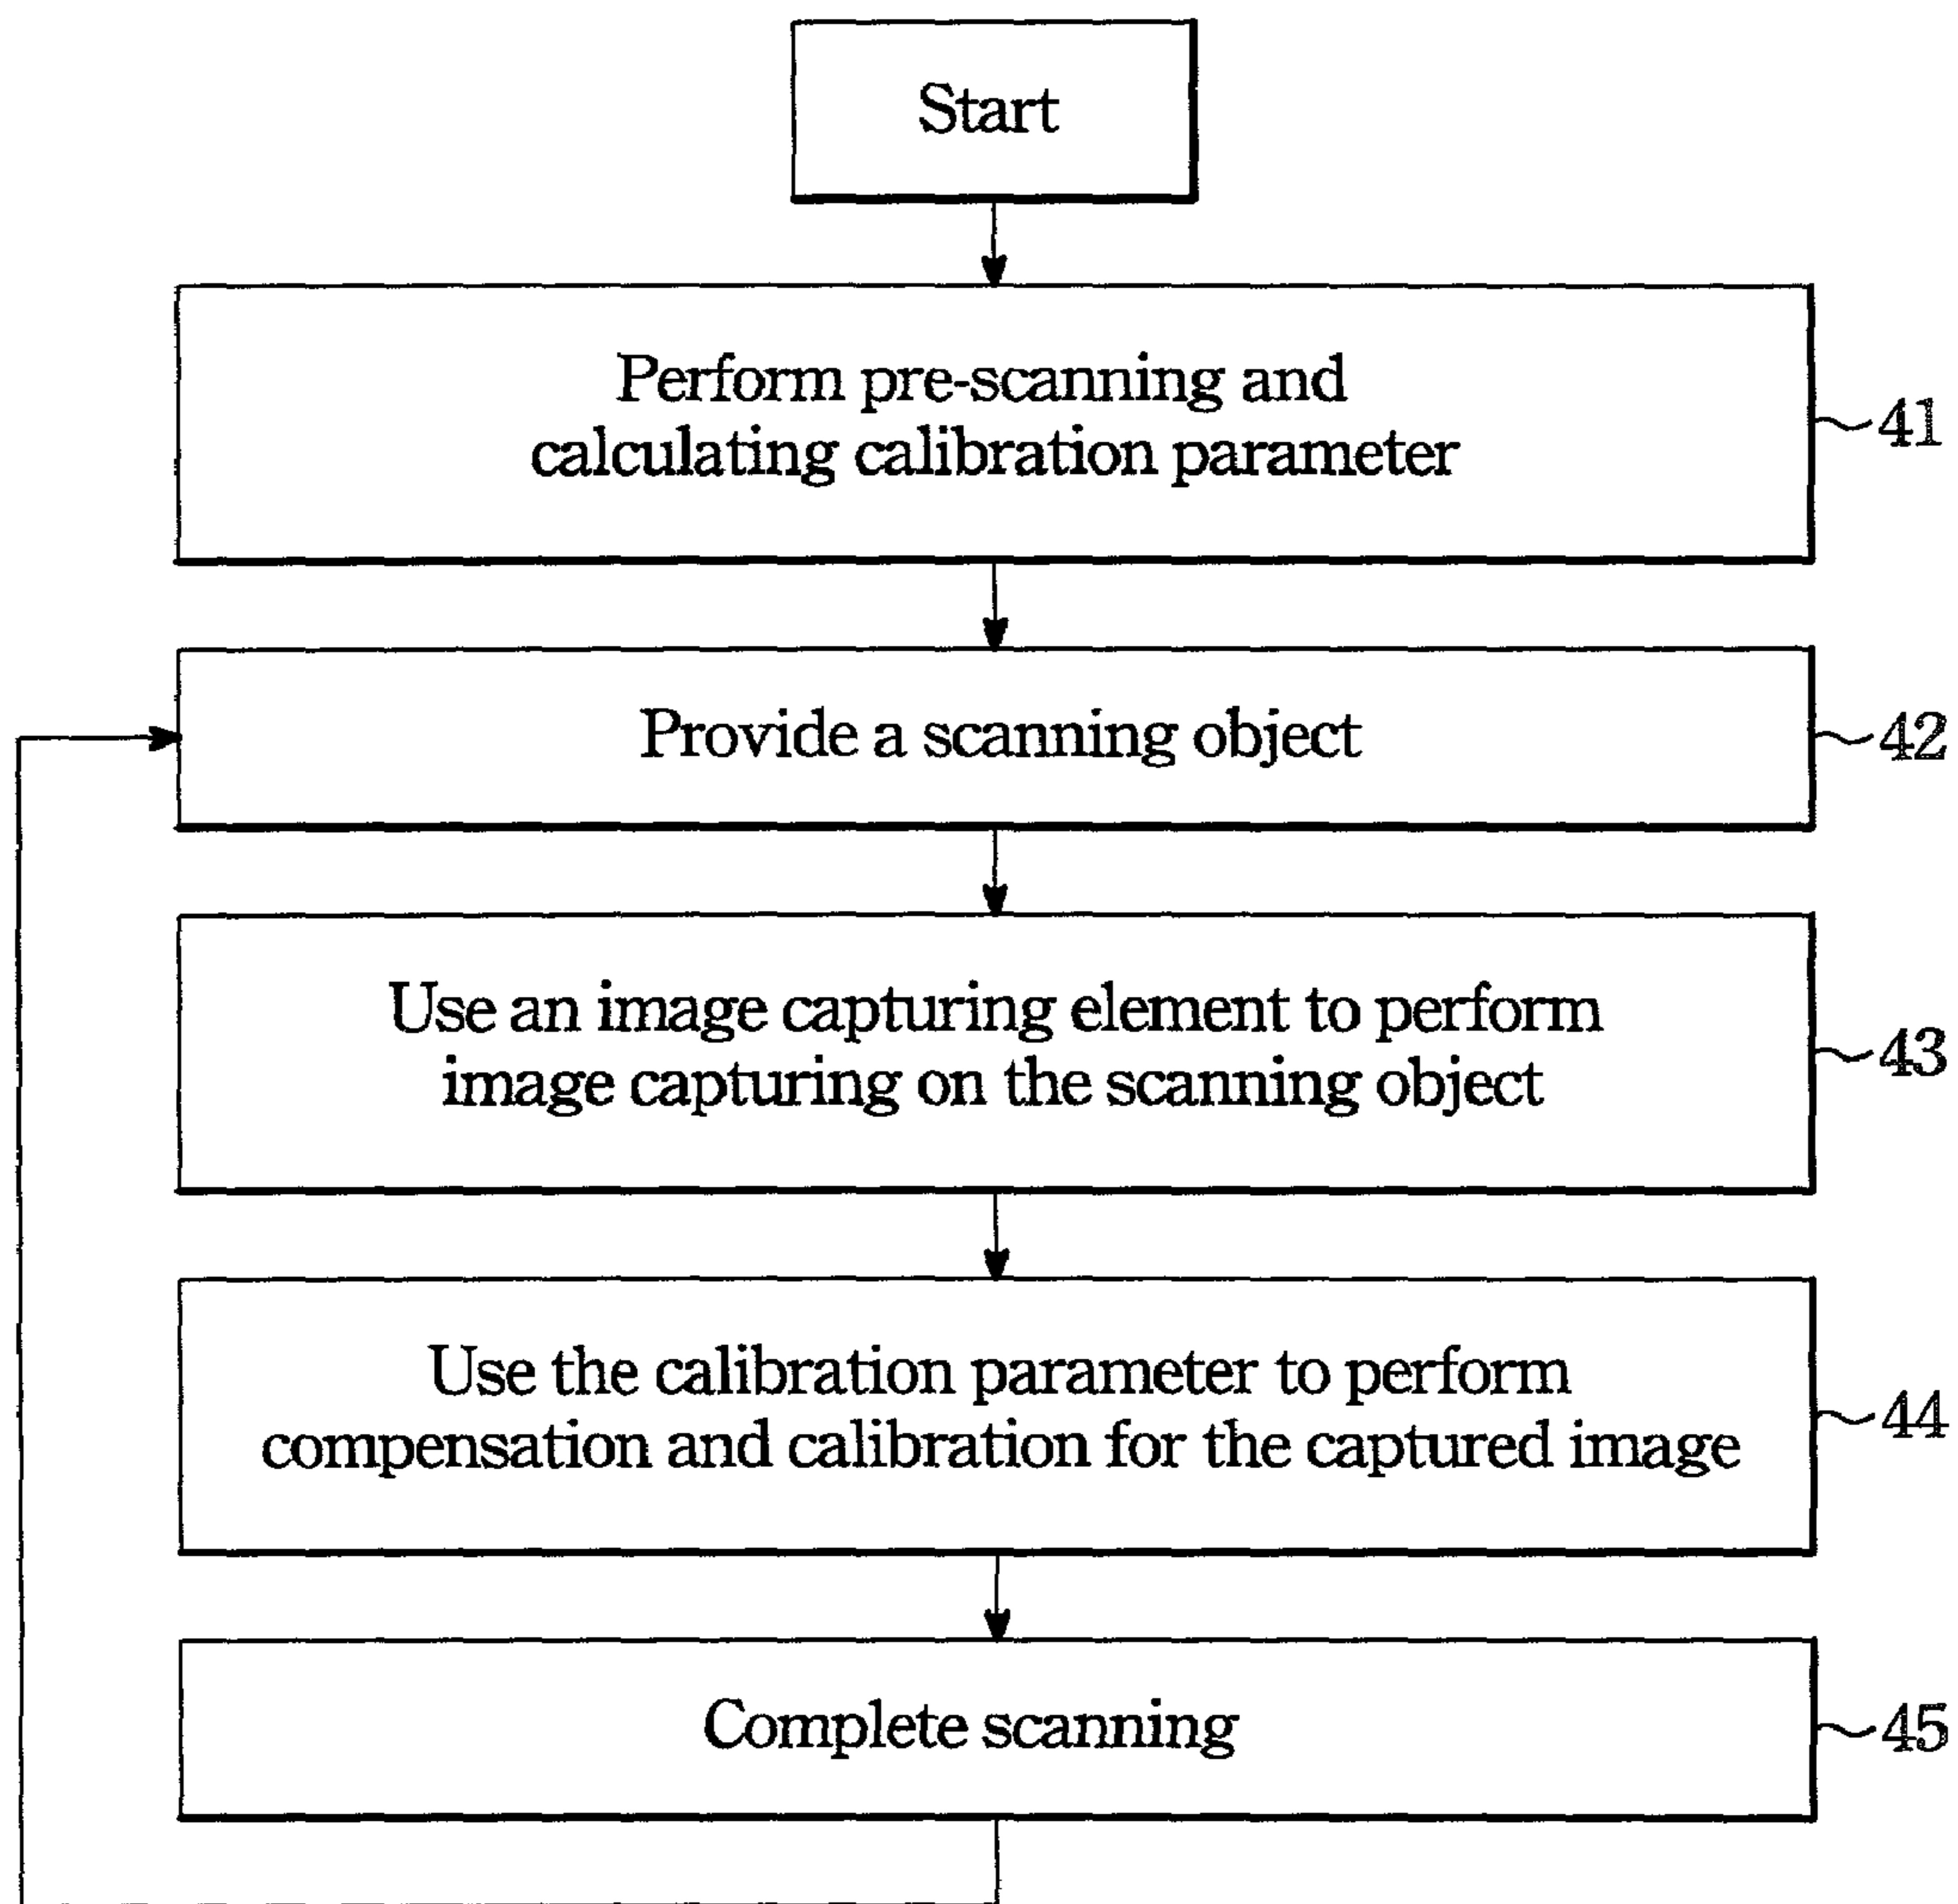 Start
Perform pre-scanning and
calculating calibration parameter
41
Provide a scanning object
42
Use an image capturing element to perform
image capturing on the scanning object
43
Use the calibration parameter to perform
compensation and calibration for the captured image
44
Complete scanning
45